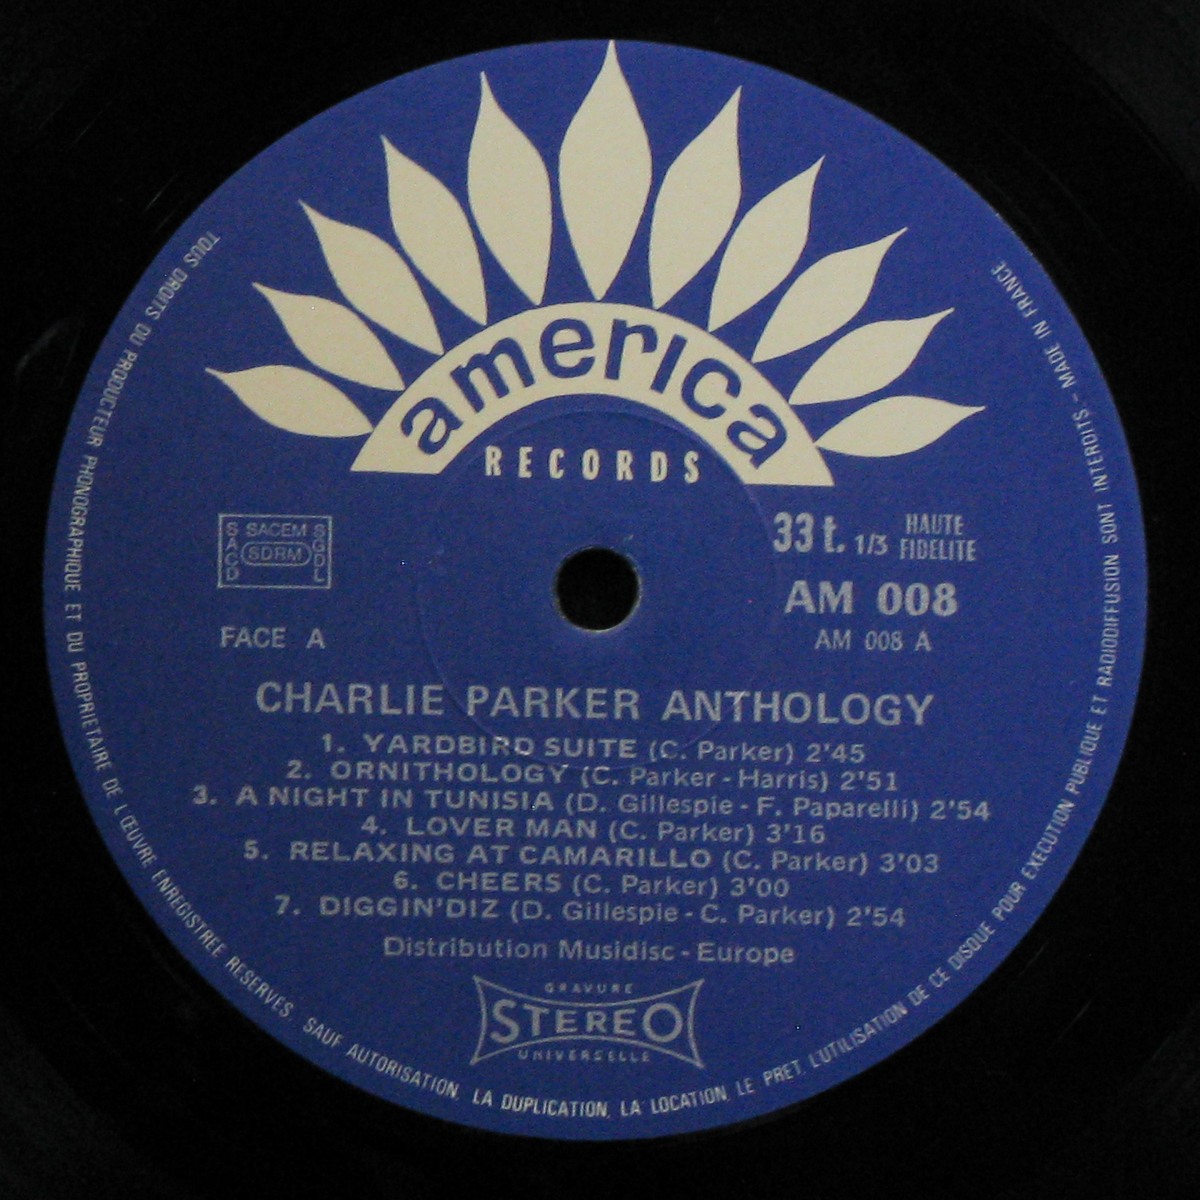 america
RECORDS
SACEM
SACD
SDRM
SGDL
33 t. 1/3 HAUTE FIDELITE
AM 008
AM 008 A
FACE A
CHARLIE PARKER ANTHOLOGY
1. YARDBIRD SUITE (C. Parker) 2'45
2. ORNITHOLOGY (C. Parker - Harris) 2'51
3. A NIGHT IN TUNISIA (D. Gillespie - F. Paparelli) 2'54
4. LOVER MAN (C. Parker) 3'16
5. RELAXING AT CAMARILLO (C. Parker) 3'03
6. CHEERS (C. Parker) 3'00
7. DIGGIN'DIZ (D. Gillespie - C. Parker) 2'54
Distribution Musidisc - Europe
GRAVURE
STEREO
UNIVERSELLE
TOUS DROITS DU PRODUCTEUR PHONOGRAPHIQUE ET DU PROPRIETAIRE DE L'ŒUVRE ENREGISTREE RESERVES. SAUF AUTORISATION, LA DUPLICATION, LA LOCATION, LE PRET, L'UTILISATION DE CE DISQUE POUR EXECUTION PUBLIQUE ET RADIODIFFUSION SONT INTERDITS - MADE IN FRANCE